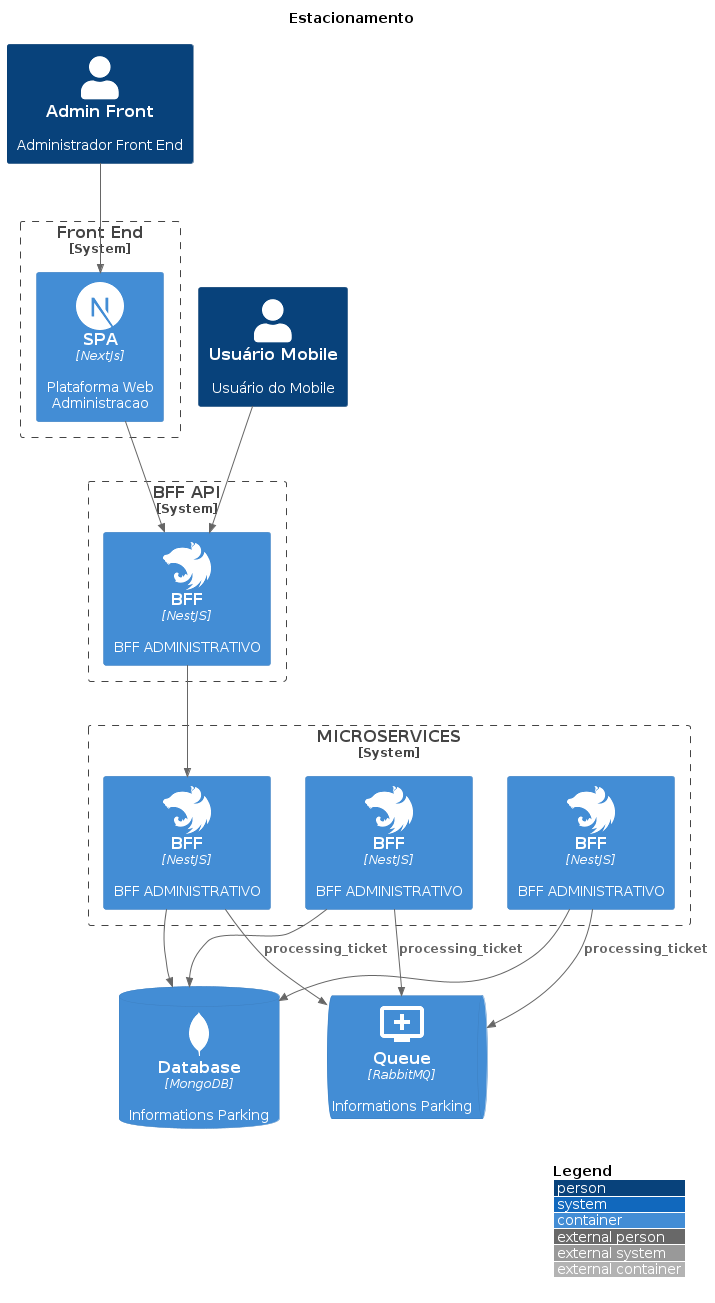 Estacionamento
Admin Front
Administrador Front End
Front End
[System]
SPA
[NextJs]
Plataforma Web
Administracao
Usuário Mobile
Usuário do Mobile
BFF API
[System]
BFF
[NestJS]
BFF ADMINISTRATIVO
MICROSERVICES
[System]
BFF
[NestJS]
BFF ADMINISTRATIVO
BFF
[NestJS]
BFF ADMINISTRATIVO
BFF
[NestJS]
BFF ADMINISTRATIVO
processing_ticket
processing_ticket
processing_ticket
Database
[MongoDB]
Informations Parking
Queue
[RabbitMQ]
Informations Parking
Legend
person
system
container
external person
external system
external container